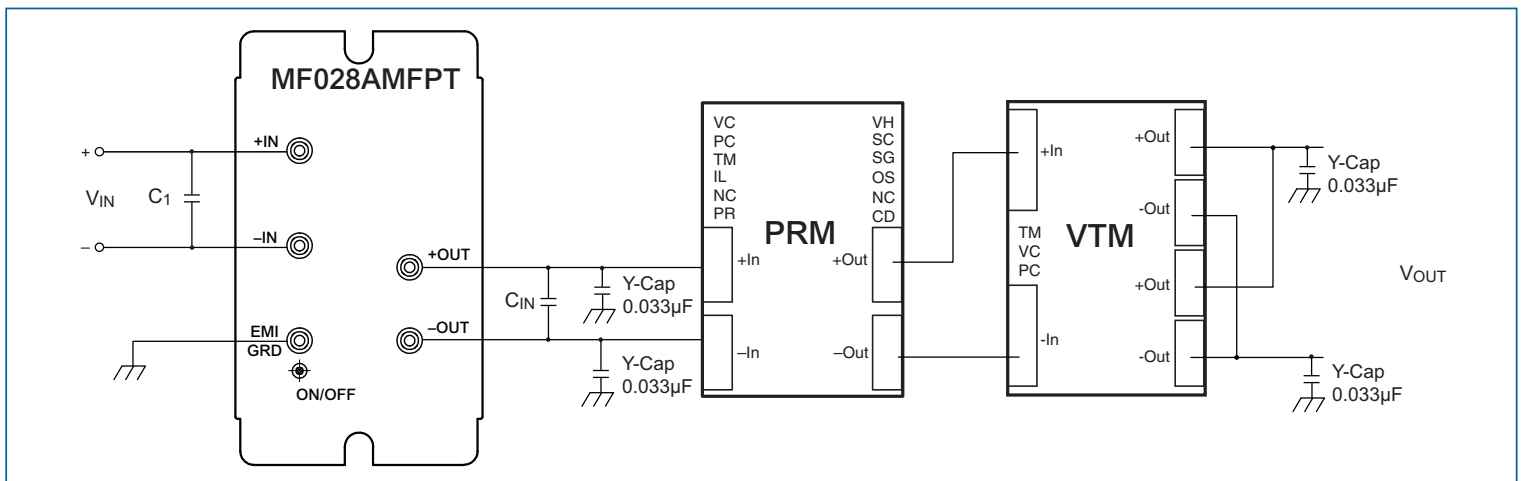 MF028AMFPT
+
+IN
VIN
C1
–
–IN
+OUT
–OUT
EMI
GRD
ON/OFF
CIN
Y-Cap
0.033µF
Y-Cap
0.033µF
VC
PC
TM
IL
NC
PR
VH
SC
SG
OS
NC
CD
PRM
+In
–In
+Out
–Out
+In
-In
TM
VC
PC
VTM
+Out
-Out
+Out
-Out
Y-Cap
0.033µF
Y-Cap
0.033µF
VOUT